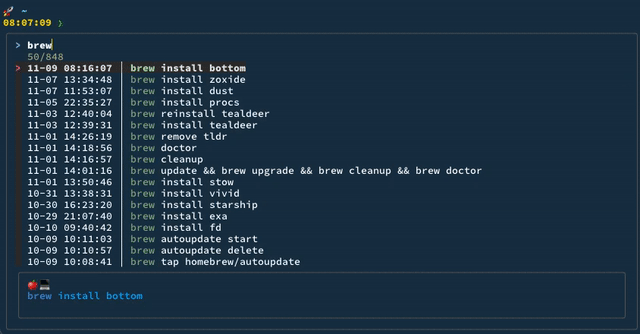 ~
08:07:09 ❯
> brew
50/848
> 11-09 08:16:07 │ brew install bottom
11-07 13:34:48 │ brew install zoxide
11-07 11:53:07 │ brew install dust
11-05 22:35:27 │ brew install procs
11-03 12:40:04 │ brew reinstall tealdeer
11-03 12:39:31 │ brew install tealdeer
11-01 14:26:19 │ brew remove tldr
11-01 14:18:56 │ brew doctor
11-01 14:16:57 │ brew cleanup
11-01 14:01:16 │ brew update && brew upgrade && brew cleanup && brew doctor
11-01 13:50:46 │ brew install stow
10-31 13:38:31 │ brew install vivid
10-30 16:23:20 │ brew install starship
10-29 21:07:40 │ brew install exa
10-10 09:40:42 │ brew install fd
10-09 10:11:03 │ brew autoupdate start
10-09 10:10:57 │ brew autoupdate delete
10-09 10:08:41 │ brew tap homebrew/autoupdate
brew install bottom